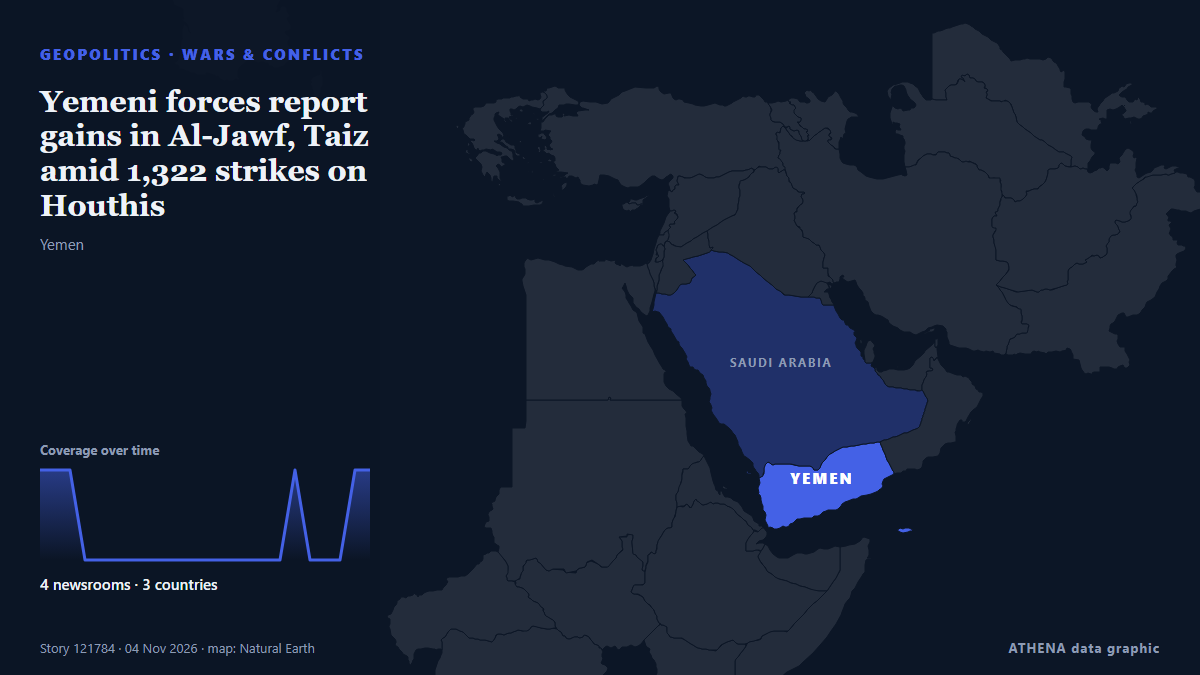 GEOPOLITICS · WARS & CONFLICTS
Yemeni forces report
gains in Al-Jawf, Taiz
amid 1,322 strikes on
Houthis
Yemen
SAUDI ARABIA
YEMEN
Coverage over time
4 newsrooms · 3 countries
Story 121784 · 04 Nov 2026 · map: Natural Earth
ATHENA data graphic